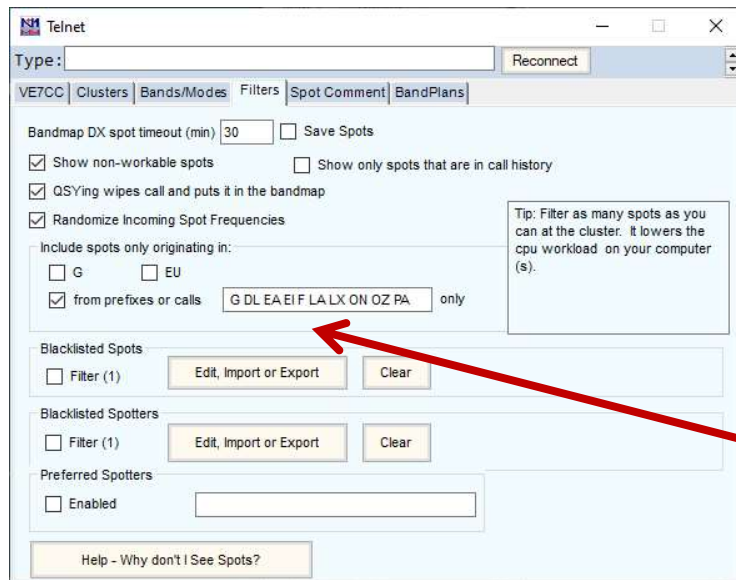 Telnet
Type:
Reconnect
VE7CC Clusters Bands/Modes Filters Spot Comment BandPlans
Bandmap DX spot timeout (min) 30 Save Spots
Show non-workable spots
Show only spots that are in call history
QSYing wipes call and puts it in the bandmap
Randomize Incoming Spot Frequencies
Tip: Filter as many spots as you
can at the cluster. It lowers the
cpu workload on your computer
(s).
Include spots only originating in:
G EU
from prefixes or calls G DL EA EI F LA LX ON OZ PA only
Blacklisted Spots
Filter (1) Edit, Import or Export Clear
Blacklisted Spotters
Filter (1) Edit, Import or Export Clear
Preferred Spotters
Enabled
Help - Why don't I See Spots?